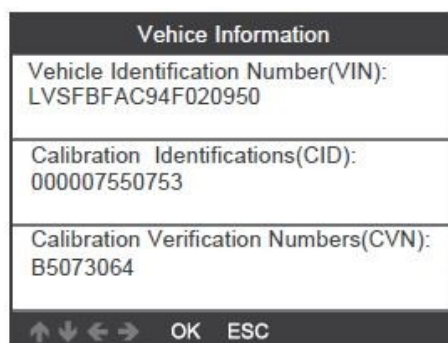 Vehice Information
Vehicle Identification Number(VIN):
LVSFBFAC94F020950
Calibration Identifications(CID):
000007550753
Calibration Verification Numbers(CVN):
B5073064
OK ESC